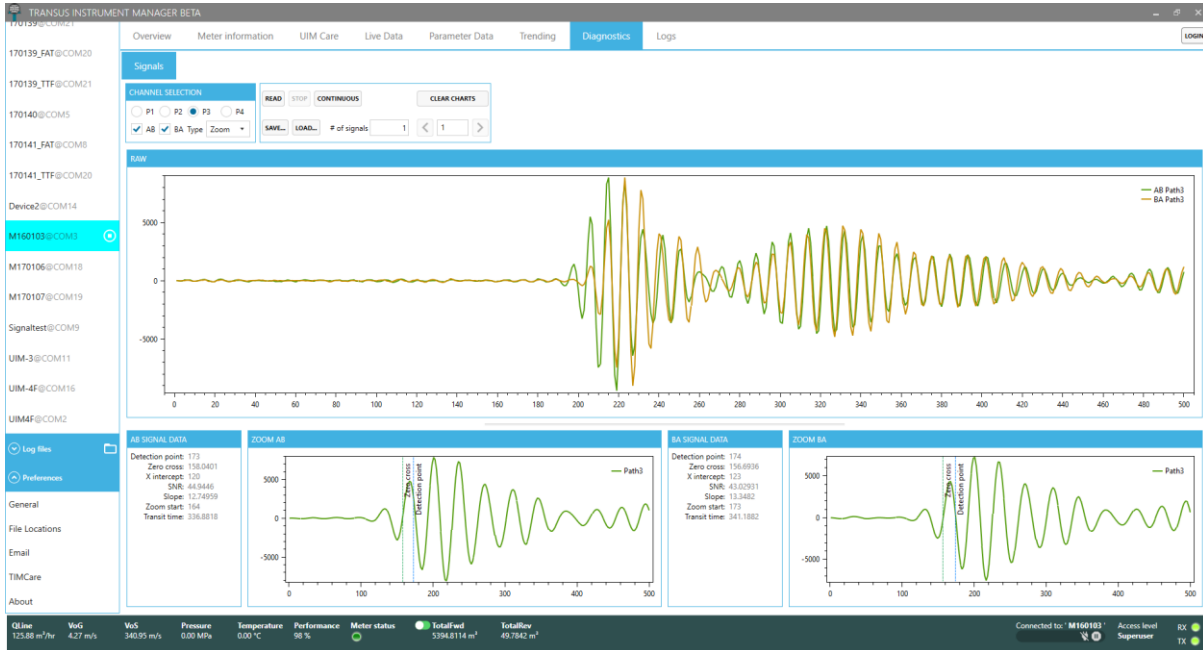 TRANSUS INSTRUMENT MANAGER BETA
170139@COM21
170139_FAT@COM20
170139_TTF@COM21
170140@COM5
170141_FAT@COM8
170141_TTF@COM20
Device2@COM14
M160103@COM3
M170106@COM18
M170107@COM19
Signaltest@COM9
UIM-3@COM11
UIM-4F@COM16
UIM4F@COM2
Log files
Preferences
General
File Locations
Email
TIMCare
About
Overview Meter information UIM Care Live Data Parameter Data Trending Diagnostics Logs
LOGIN
Signals
CHANNEL SELECTION
P1 P2 P3 P4
AB BA Type Zoom
READ STOP CONTINUOUS CLEAR CHARTS
SAVE... LOAD... # of signals 1 1
RAW
AB Path3
BA Path3
5000
0
-5000
0 20 40 60 80 100 120 140 160 180 200 220 240 260 280 300 320 340 360 380 400 420 440 460 480 500
AB SIGNAL DATA
Detection point: 173
Zero cross: 158.0401
X intercept: 120
SNR: 44.9446
Slope: 12.74959
Zoom start: 164
Transit time: 336.8818
ZOOM AB
Path3
Zero cross
Detection point
5000
0
-5000
0 100 200 300 400 500
BA SIGNAL DATA
Detection point: 174
Zero cross: 156.6936
X intercept: 123
SNR: 43.02931
Slope: 13.3482
Zoom start: 173
Transit time: 341.1882
ZOOM BA
Path3
Zero cross
Detection point
5000
0
-5000
0 100 200 300 400 500
QLine VoG VoS Pressure Temperature Performance Meter status TotalFwd TotalRev
125.88 m³/hr 4.27 m/s 340.95 m/s 0.00 MPa 0.00 °C 98 % 5394.8114 m³ 49.7842 m³
Connected to: ' M160103 ' Access level RX
Superuser TX